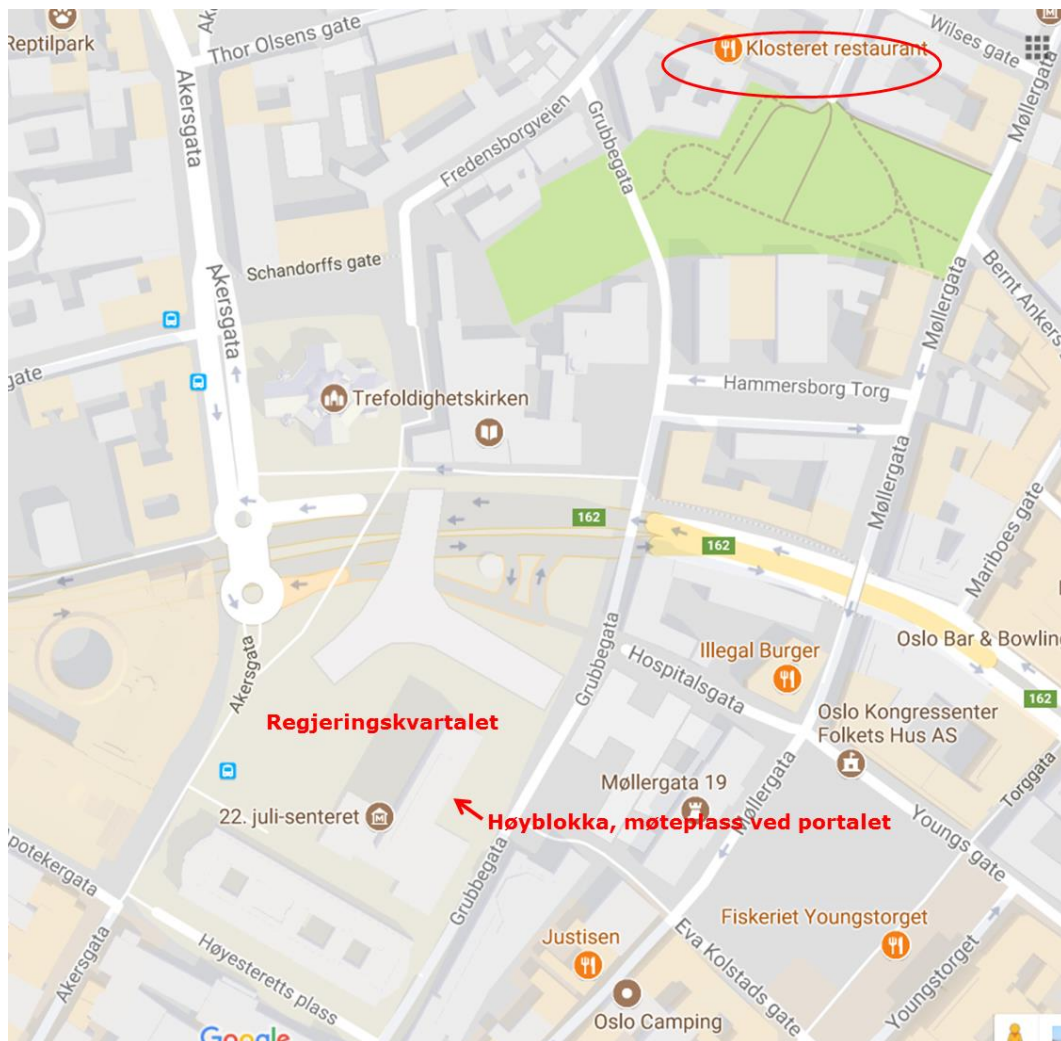 Reptilpark
Ak
Thor Olsens gate
Akersgata
Klosteret restaurant
Wilses gate
Møllergata
Fredensborgveien
Grubbegata
Schandorffs gate
Akersgata
Bernt Ankers
Møllergata
gate
Trefoldighetskirken
Hammersborg Torg
Møllergata
Mariboes gate
162
162
Grubbegata
Akersgata
Hospitalsgata
Illegal Burger
Oslo Bar & Bowling
162
Regjeringskvartalet
Oslo Kongressenter
Folkets Hus AS
Torggata
22. juli-senteret
Møllergata 19
Møllergata
Høyblokka, møteplass ved portalet
Youngs gate
potekergata
Grubbegata
Akersgata
Høyesteretts plass
Justisen
Eva Kolstads gate
Fiskeriet Youngstorget
Youngstorget
Oslo Camping
Google